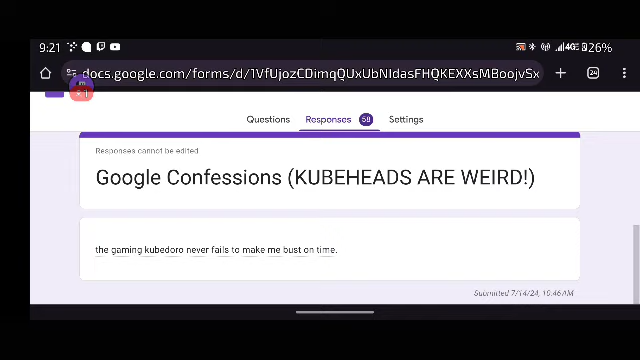 9:21
4G 26%
docs.google.com/forms/d/1VfUjozCDimqQUxUbNIdasFHQKEXXsMBoojvSx
24
Questions Responses 58 Settings
Responses cannot be edited
Google Confessions (KUBEHEADS ARE WEIRD!)
the gaming kubedoro never fails to make me bust on time.
Submitted 7/14/24, 10:46 AM